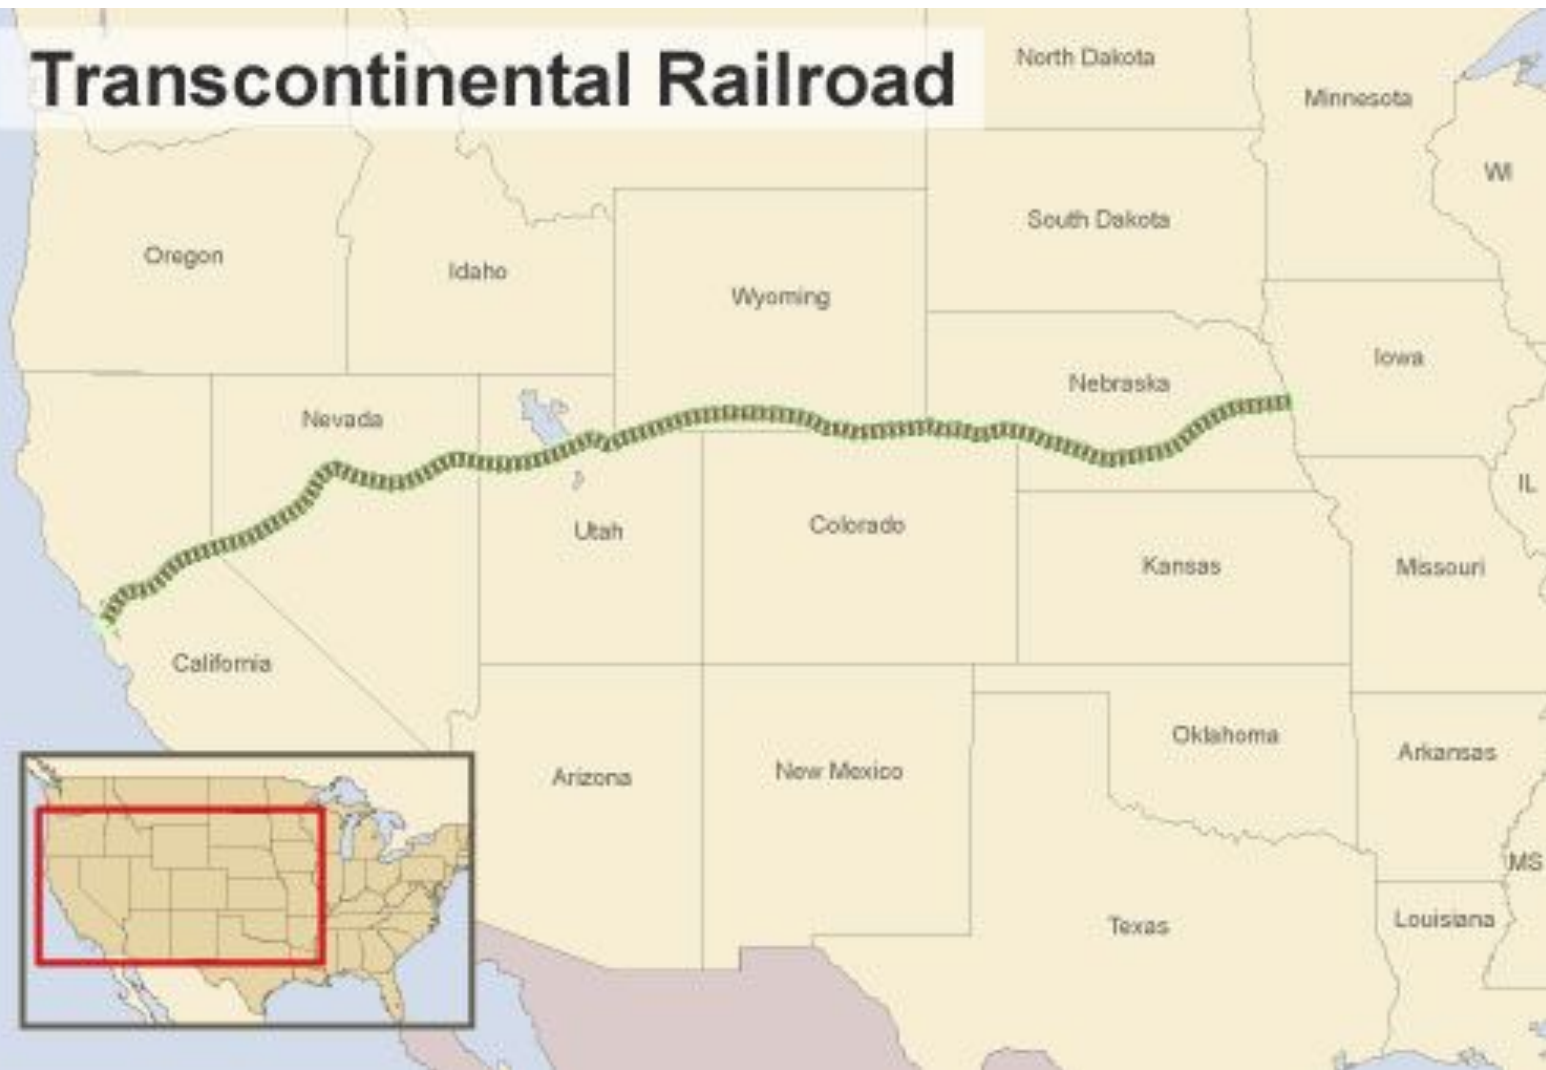 Transcontinental Railroad
North Dakota
Minnesota
WI
South Dakota
Oregon
Idaho
Wyoming
Iowa
Nebraska
Nevada
IL
Utah
Colorado
Kansas
Missouri
California
Oklahoma
Arkansas
Arizona
New Mexico
MS
Texas
Louisiana